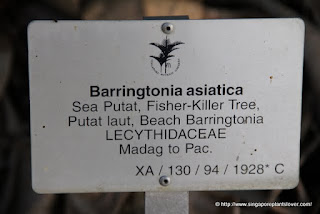 Barringtonia asiatica
Sea Putat, Fisher-Killer Tree,
Putat laut, Beach Barringtonia
LECYTHIDACEAE
Madag to Pac.
XA / 130 / 94 / 1928* C
© http://www.singaporeplantslover.com